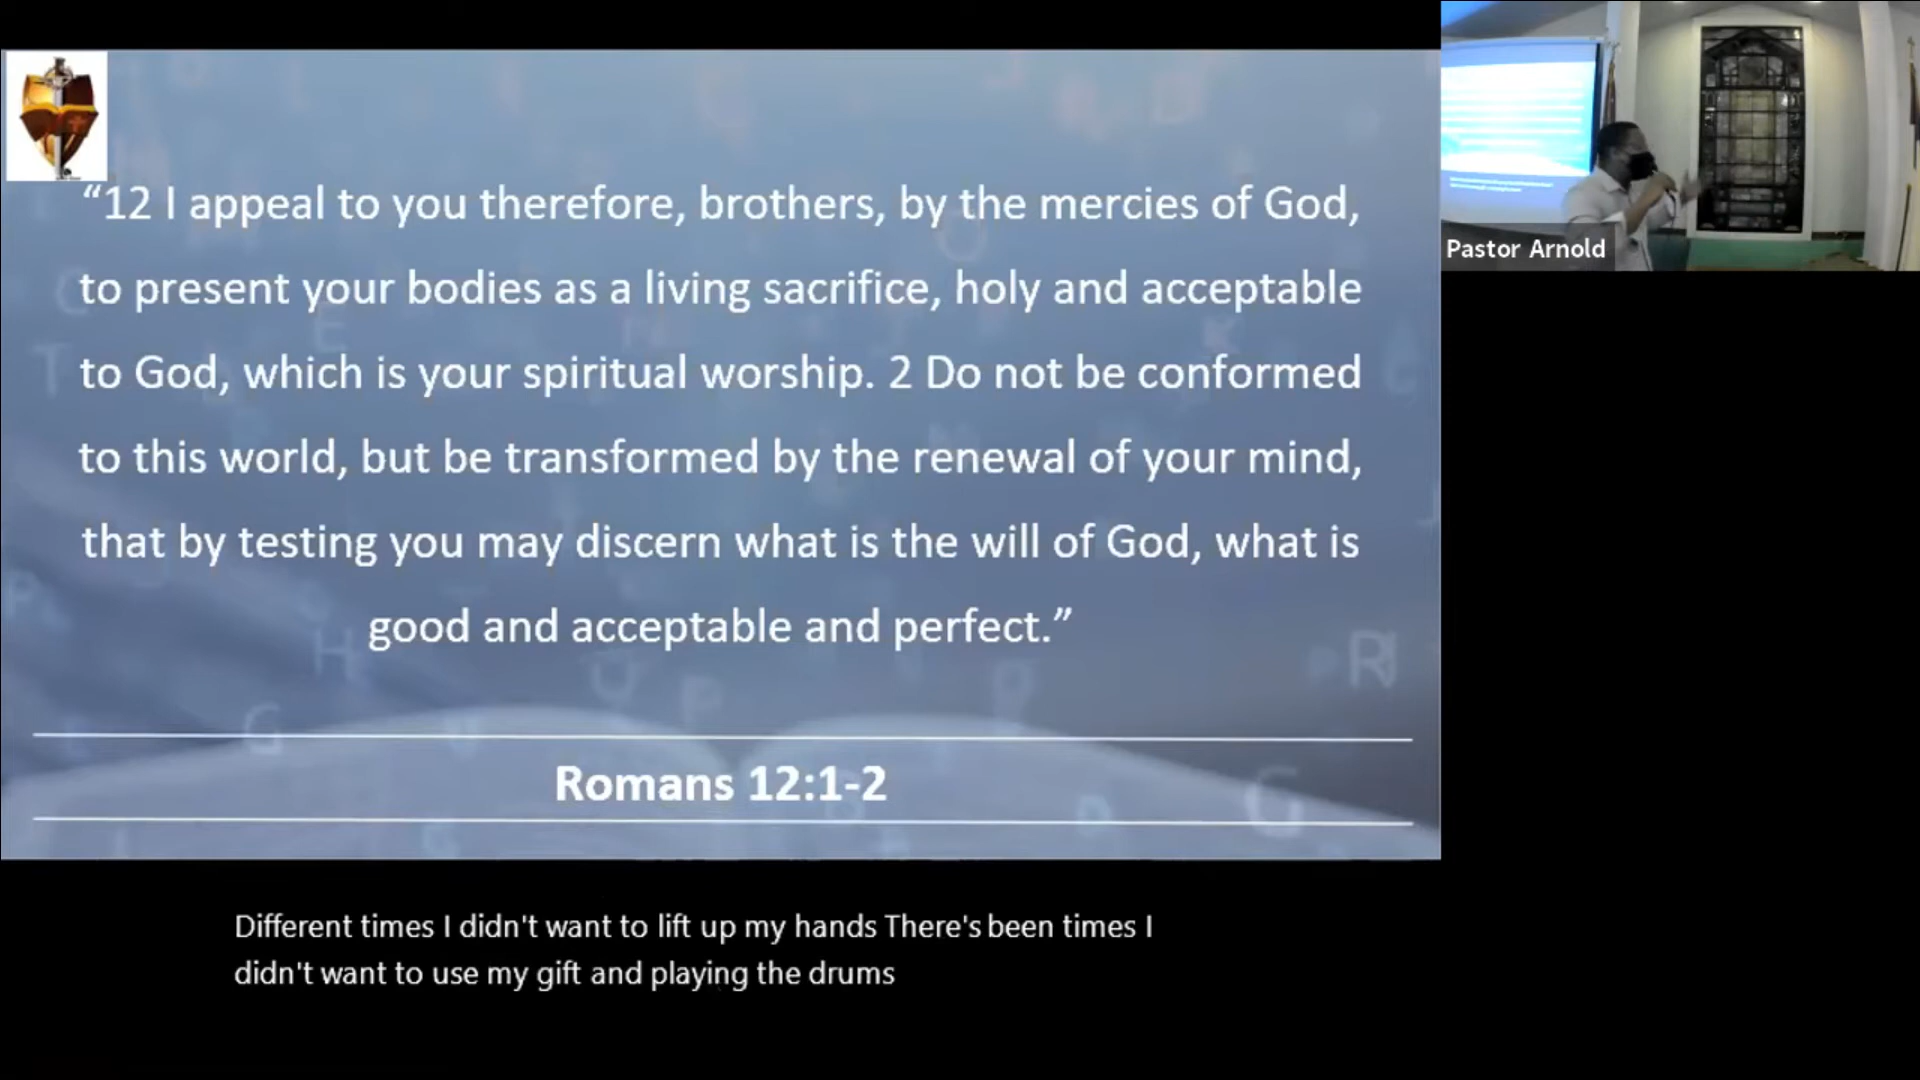 “12 I appeal to you therefore, brothers, by the mercies of God,
to present your bodies as a living sacrifice, holy and acceptable
to God, which is your spiritual worship. 2 Do not be conformed
to this world, but be transformed by the renewal of your mind,
that by testing you may discern what is the will of God, what is
good and acceptable and perfect.”
Romans 12:1-2
Pastor Arnold
Different times I didn't want to lift up my hands There's been times I
didn't want to use my gift and playing the drums